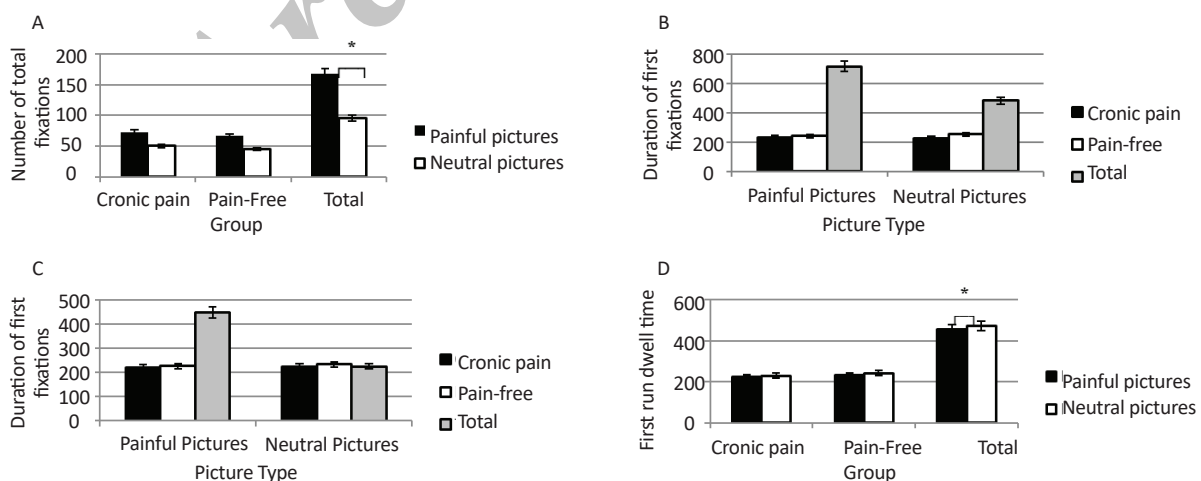 A
Number of total
fixations
200
150
100
50
0
*
Cronic pain
Pain-Free
Total
Group
Painful pictures
Neutral pictures
B
Duration of first
fixations
800
600
400
200
0
Painful Pictures
Neutral Pictures
Picture Type
Cronic pain
Pain-free
Total
C
Duration of first
fixations
500
400
300
200
100
0
Painful Pictures
Neutral Pictures
Picture Type
Cronic pain
Pain-free
Total
D
First run dwell time
600
400
200
0
*
Cronic pain
Pain-Free
Total
Group
Painful pictures
Neutral pictures